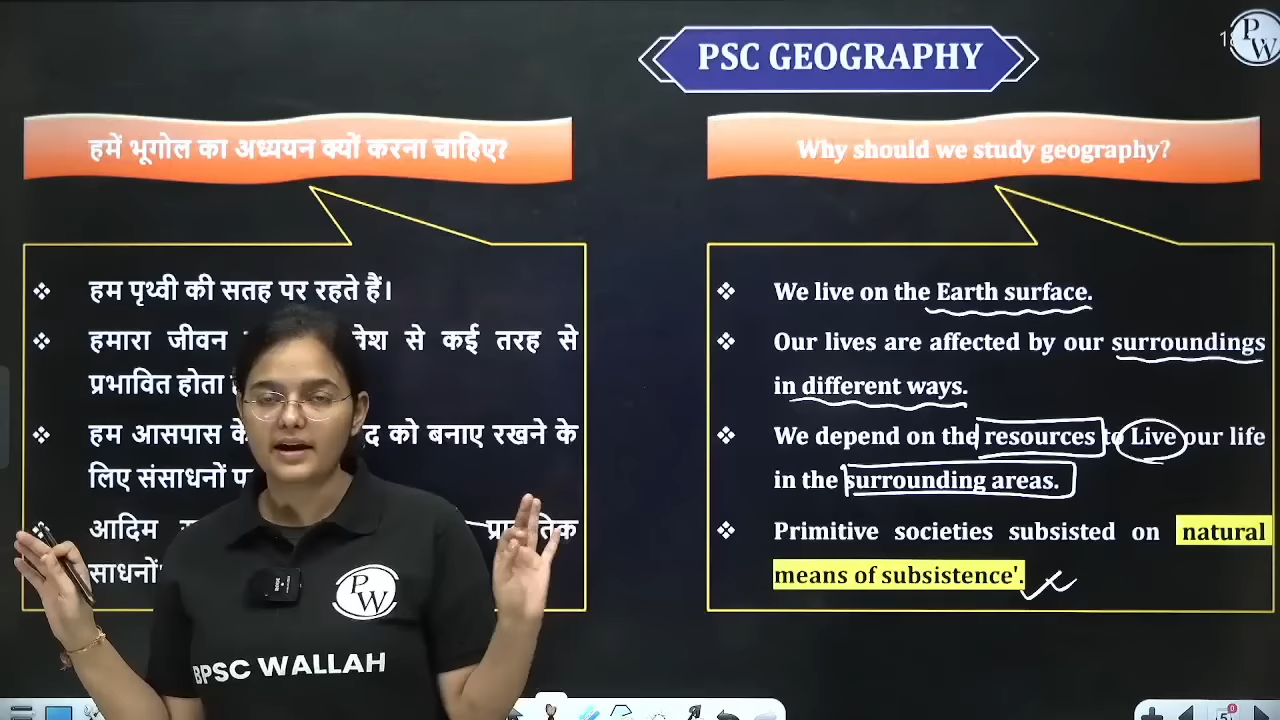 PSC GEOGRAPHY
PW
हमें भूगोल का अध्ययन क्यों करना चाहिए?
हम पृथ्वी की सतह पर रहते हैं।
हमारा जीवन से कई तरह से
प्रभावित होता
हम आसपास के को बनाए रखने के
लिए संसाधनों
आदिम
साधनों'
Why should we study geography?
We live on the Earth surface.
Our lives are affected by our surroundings
in different ways.
We depend on the resources to Live our life
in the surrounding areas.
Primitive societies subsisted on natural
means of subsistence'.
PW
BPSC WALLAH
5
0